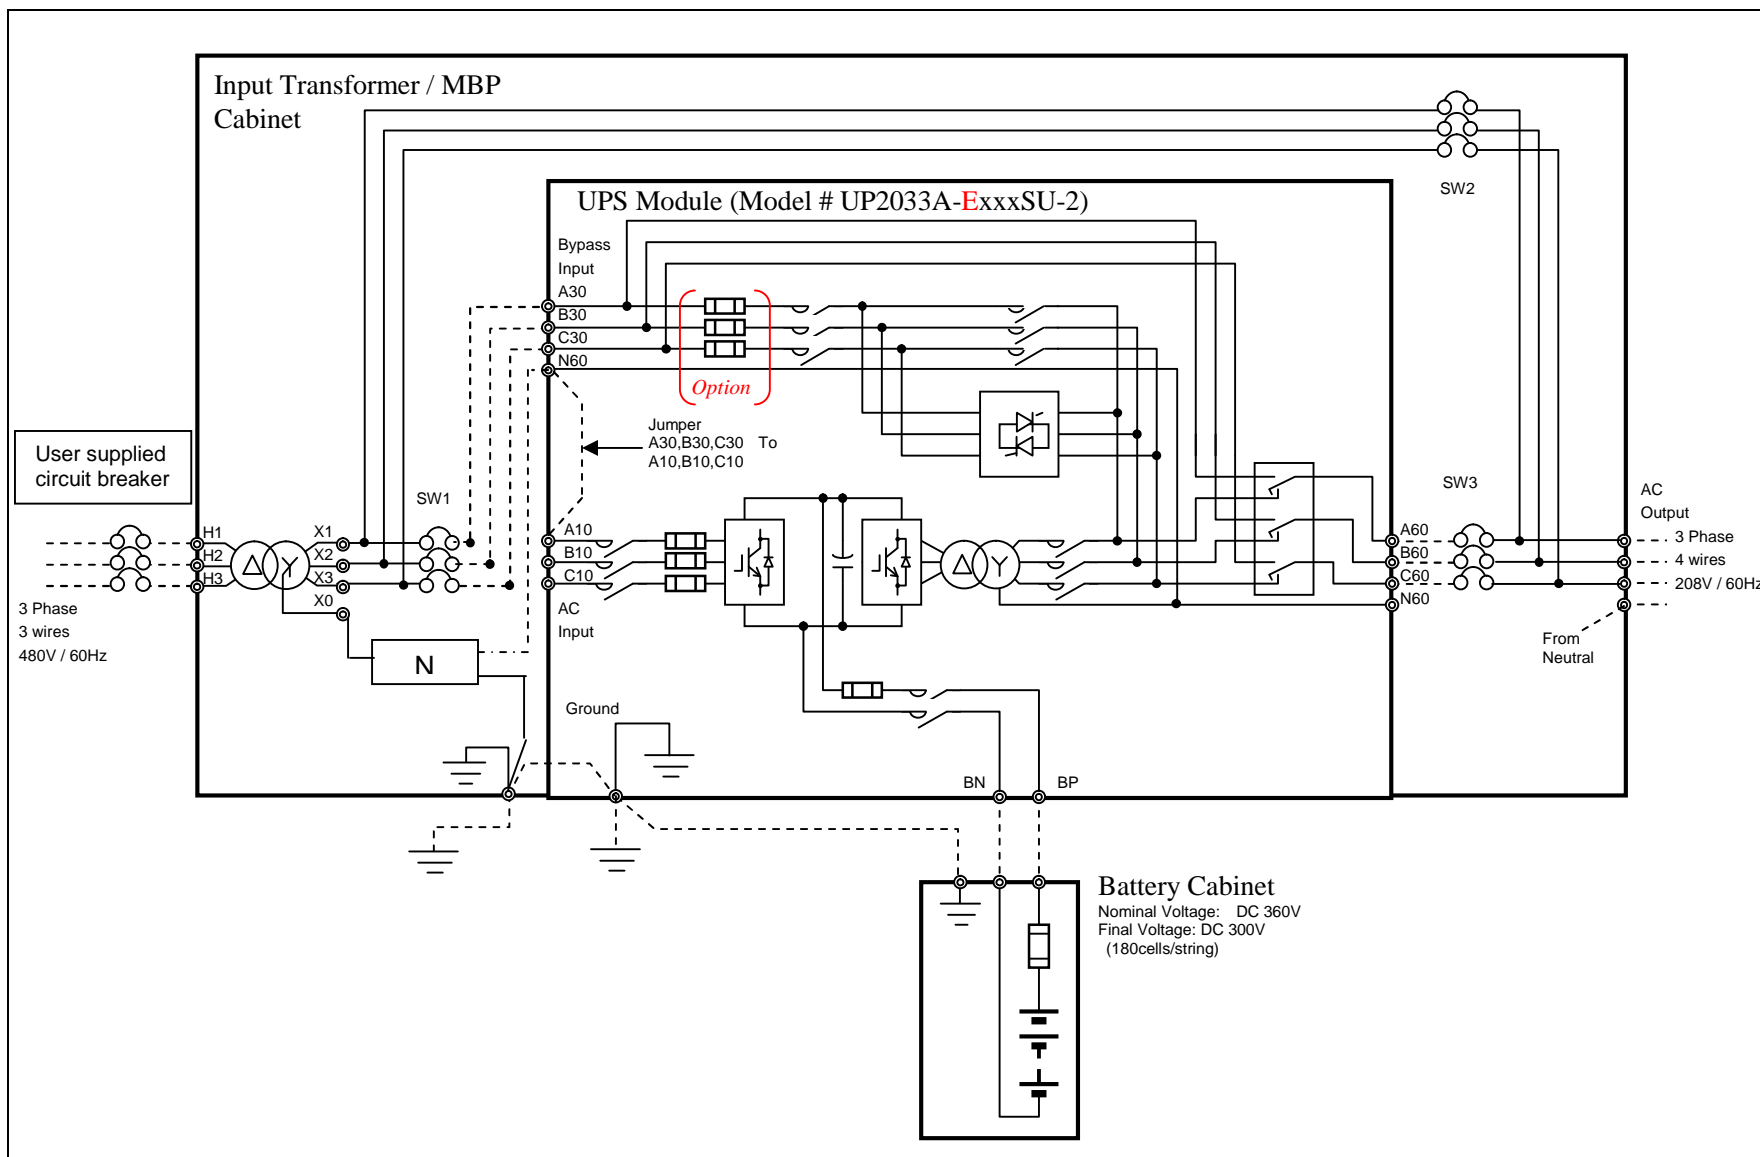 Input Transformer / MBP
Cabinet
SW2
UPS Module (Model # UP2033A-ExxxSU-2)
Bypass
Input
A30
B30
C30
N60
Option
Jumper
A30,B30,C30 To
A10,B10,C10
User supplied
circuit breaker
SW1
SW3
AC
Output
H1
H2
H3
X1
X2
X3
X0
A10
B10
C10
AC
Input
A60
B60
C60
N60
3 Phase
4 wires
208V / 60Hz
3 Phase
3 wires
480V / 60Hz
N
From
Neutral
Ground
BN
BP
Battery Cabinet
Nominal Voltage: DC 360V
Final Voltage: DC 300V
(180cells/string)